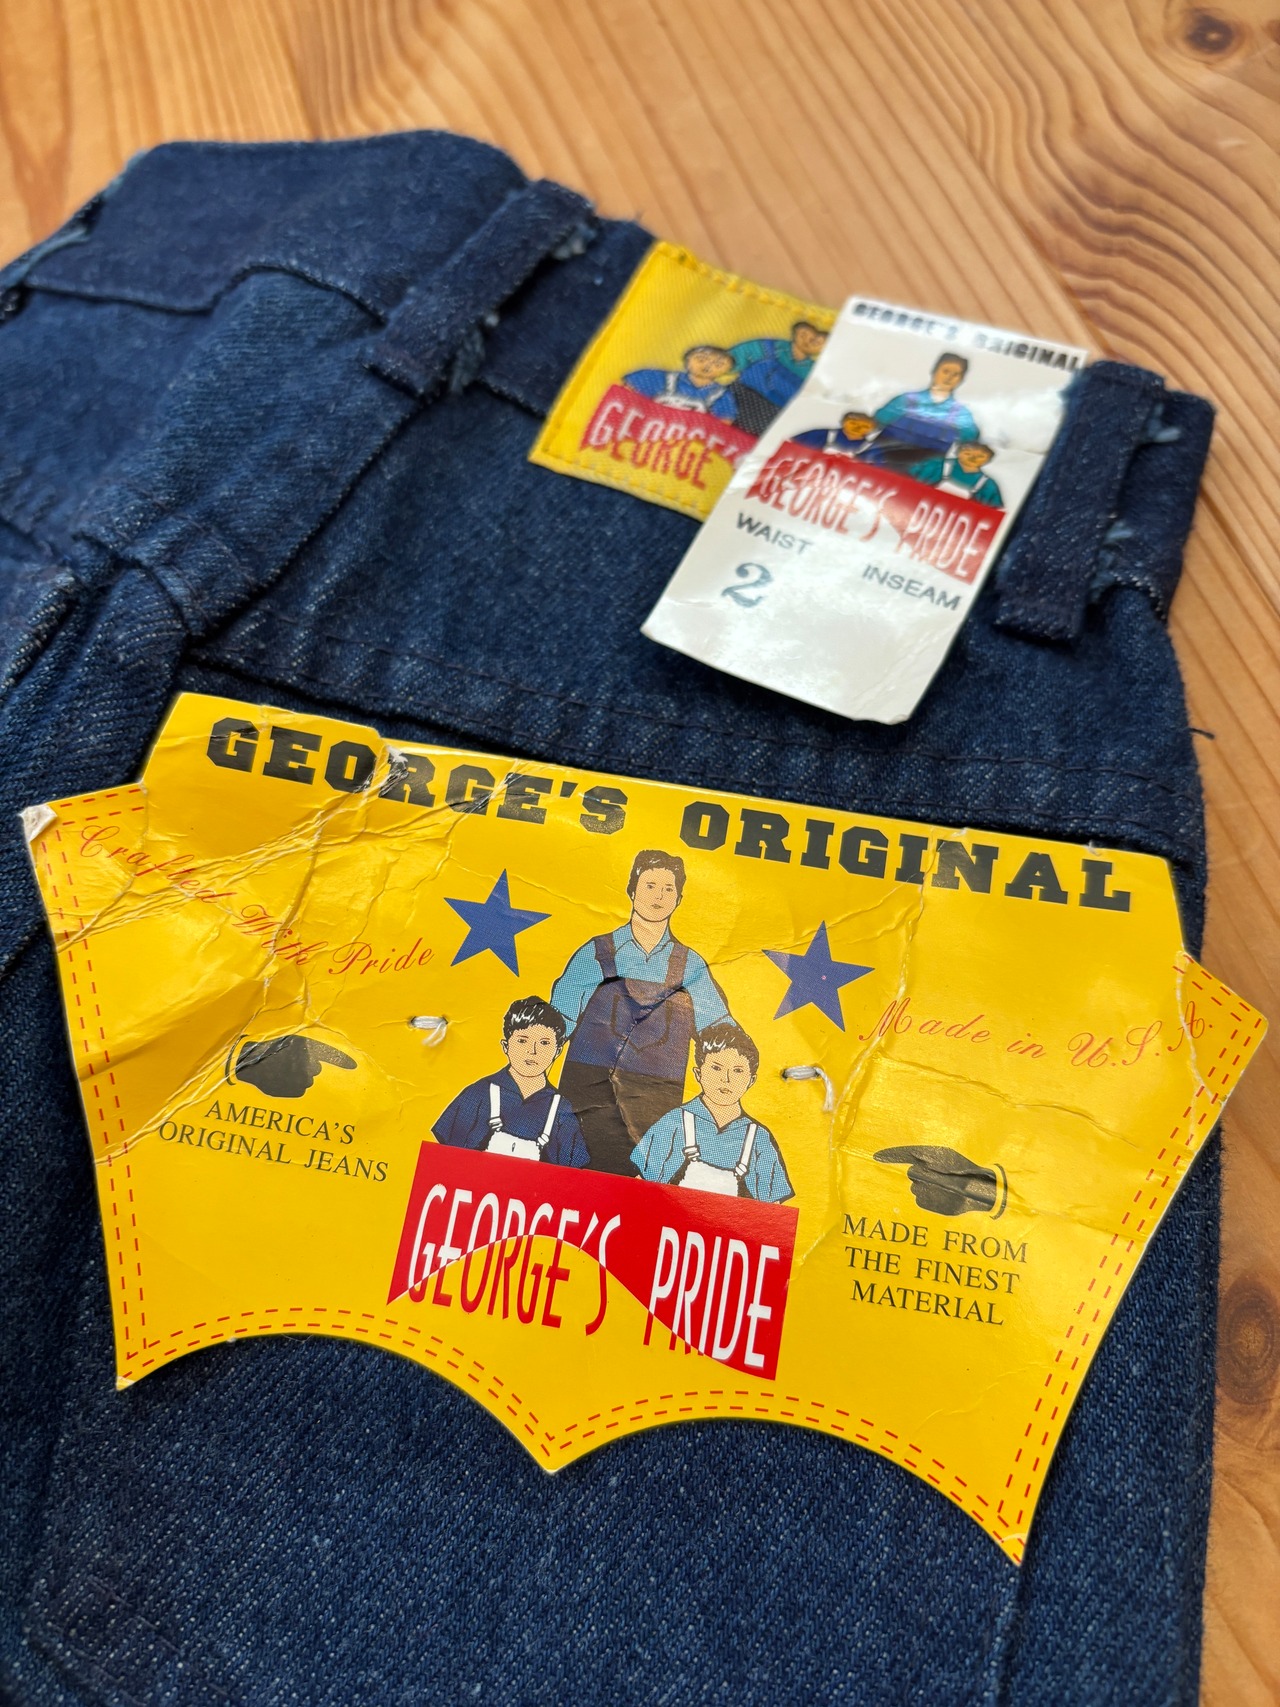 GEORGE'S ORIGINAL
GEORGE'S PRIDE
WAIST
INSEAM
2
GEORGE'S
GEORGE'S ORIGINAL
Crafted With Pride
Made in U.S.A.
AMERICA'S
ORIGINAL JEANS
GEORGE'S PRIDE
MADE FROM
THE FINEST
MATERIAL